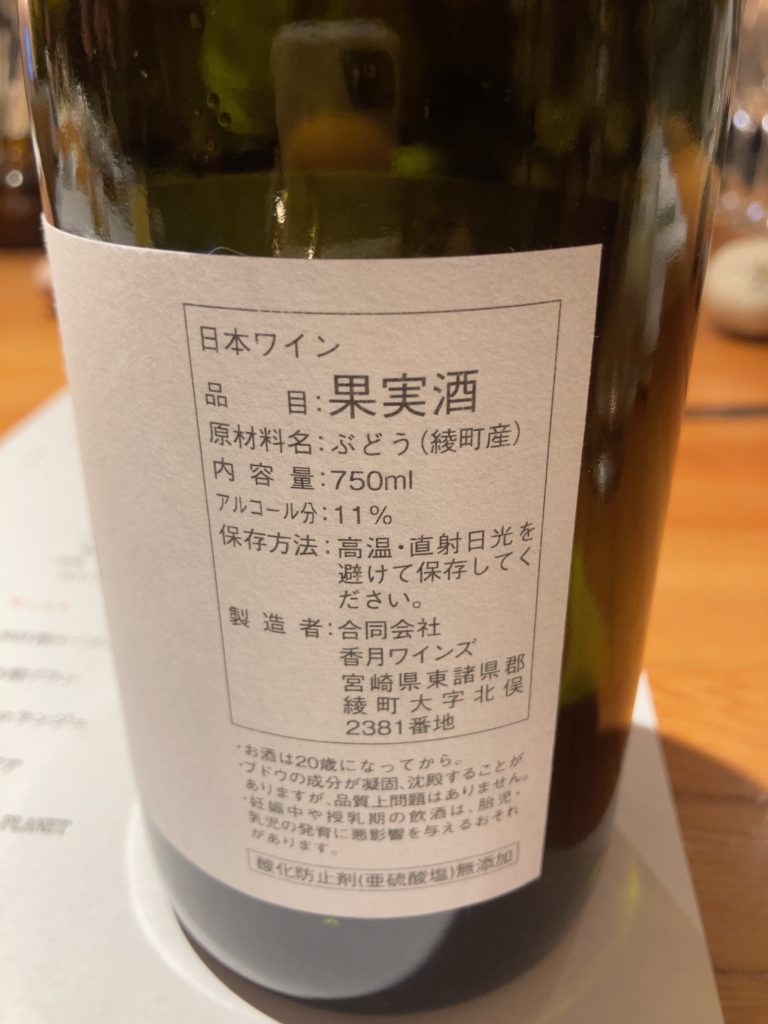 日本ワイン
品目:果実酒
原材料名:ぶどう(綾町産)
内容量:750ml
アルコール分:11%
保存方法:高温・直射日光を
避けて保存してく
ださい。
製造者:合同会社
香月ワインズ
宮崎県東諸県郡
綾町大字北俣
2381番地
・お酒は20歳になってから。
・ブドウの成分が凝固、沈殿することが
ありますが、品質上問題はありません。
・妊娠中や授乳期の飲酒は、胎児・
乳児の発育に悪影響を与えるおそれ
があります。
酸化防止剤(亜硫酸塩)無添加
PLANET